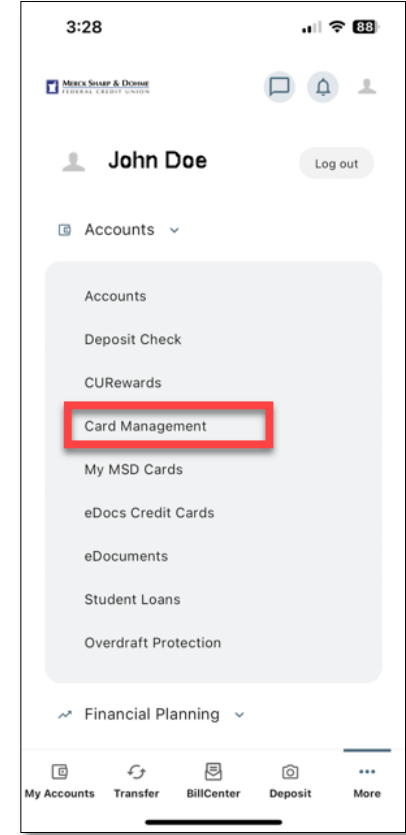 3:28
88
MERCK SHARP & DOHME
FEDERAL CREDIT UNION
John Doe
Log out
Accounts
Accounts
Deposit Check
CURewards
Card Management
My MSD Cards
eDocs Credit Cards
eDocuments
Student Loans
Overdraft Protection
Financial Planning
My Accounts Transfer BillCenter Deposit More